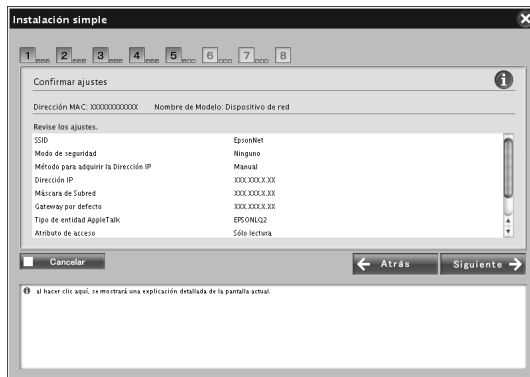 Instalación simple
1 2 3 4 5 6 7 8
Confirmar ajustes
Dirección MAC: XXXXXXXXXXXX Nombre de Modelo: Dispositivo de red
Revise los ajustes.
SSID EpsonNet
Modo de seguridad Ninguno
Método para adquirir la Dirección IP Manual
Dirección IP XXX.XXX.X.XX
Máscara de Subred XXX.XXX.X.XX
Gateway por defecto XXX.XXX.X.XX
Tipo de entidad AppleTalk EPSONLQ2
Atributo de acceso Sólo lectura
Cancelar
Atrás
Siguiente
al hacer clic aquí, se mostrará una explicación detallada de la pantalla actual.